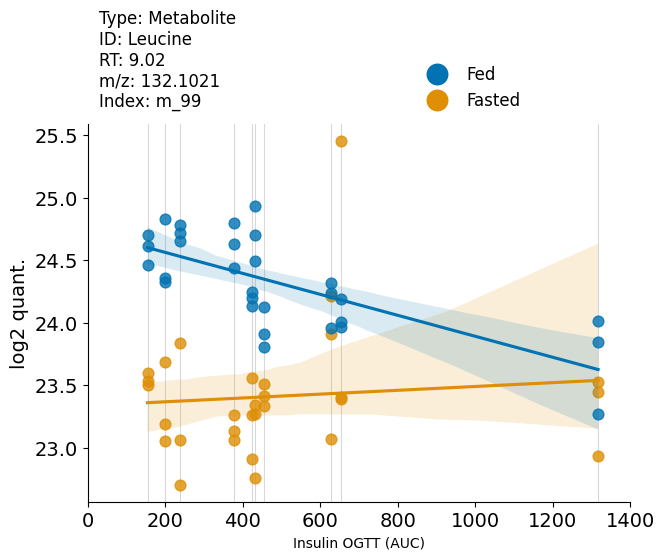 Type: Metabolite
ID: Leucine
RT: 9.02
m/z: 132.1021
Index: m_99
Fed
Fasted
25.5
25.0
24.5
24.0
23.5
23.0
log2 quant.
0 200 400 600 800 1000 1200 1400
Insulin OGTT (AUC)